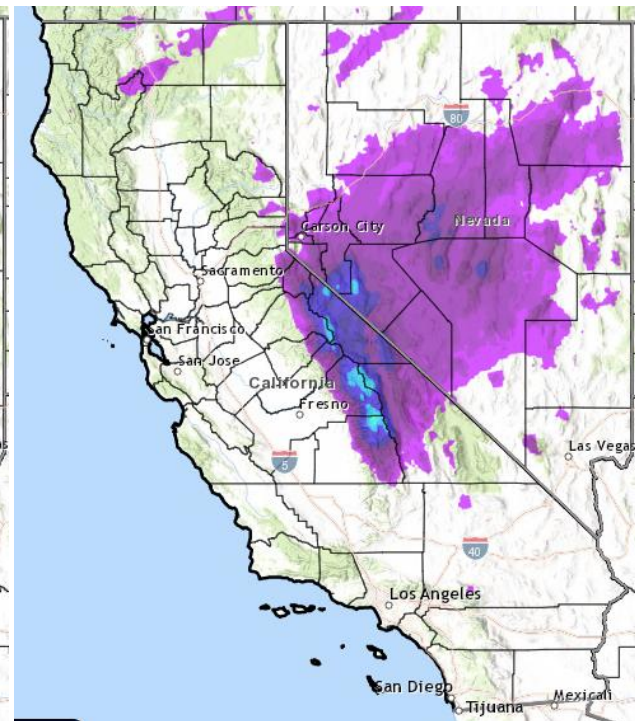 80
Nevada
Carson City
Sacramento
San Francisco
San Jose
California
Fresno
5
Las Vegas
40
Los Angeles
San Diego
Tijuana
Mexicali